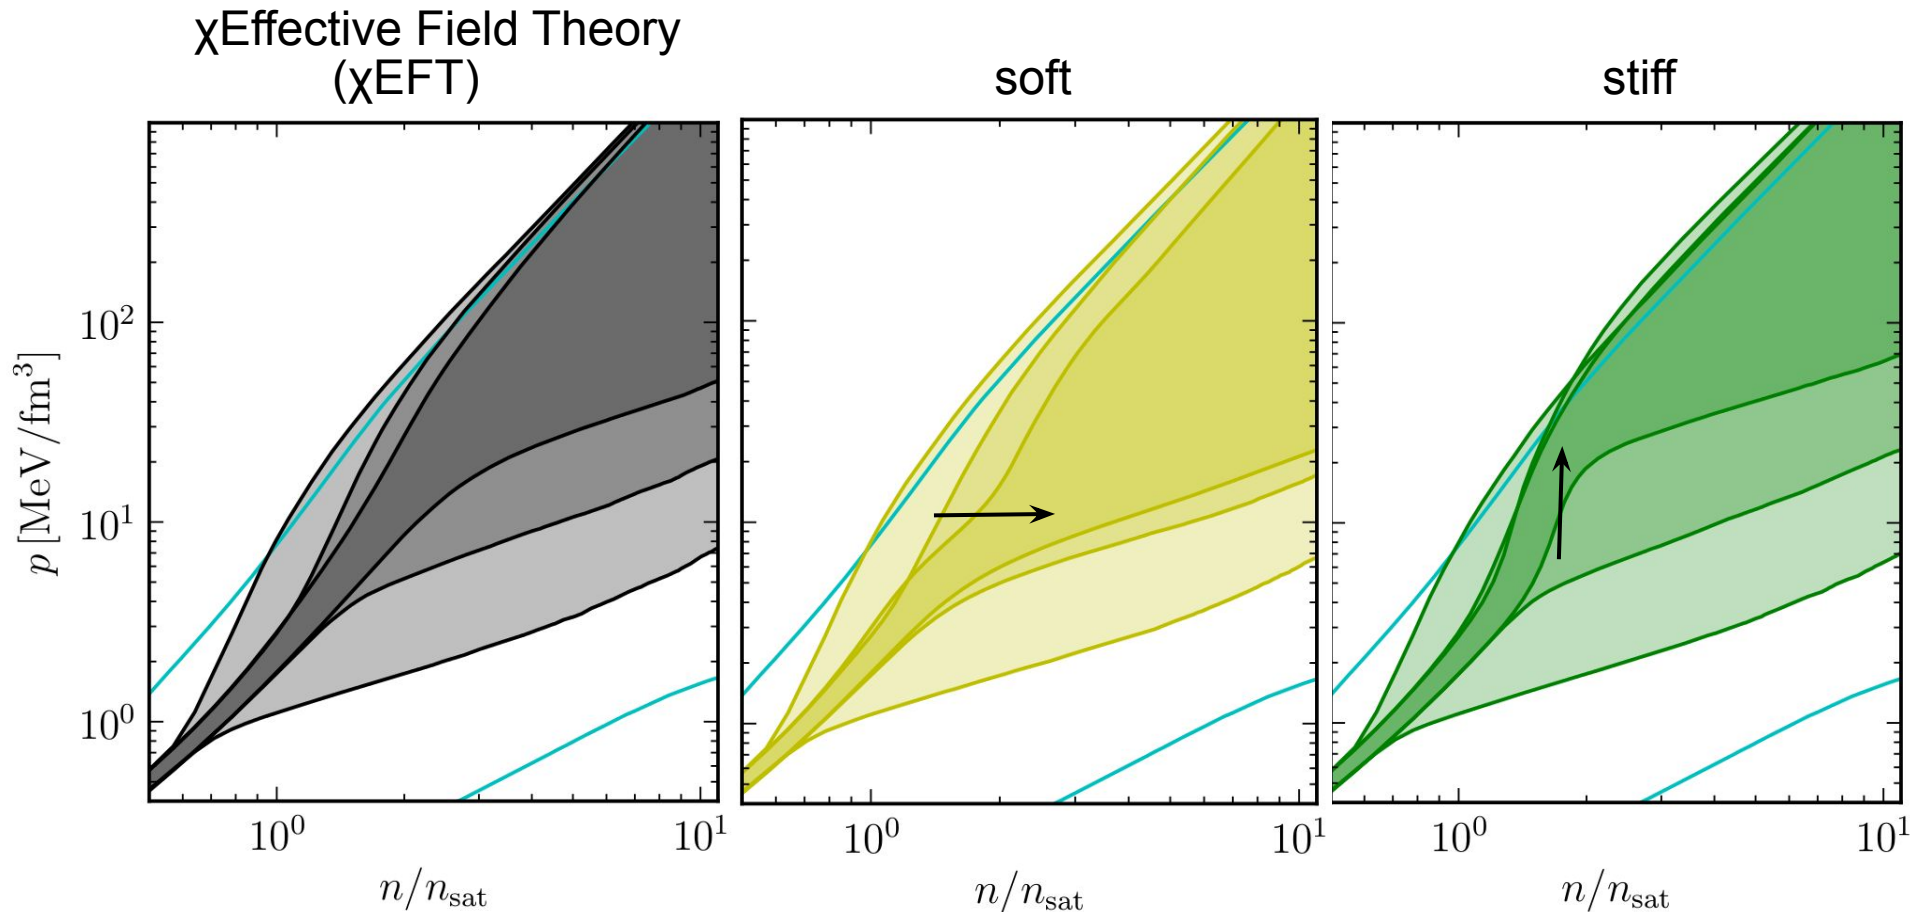 χEffective Field Theory
(χEFT)
soft
stiff
p [MeV/fm³]
10²
10¹
10⁰
10⁰
10¹
n/n_sat
10⁰
10¹
n/n_sat
10⁰
10¹
n/n_sat